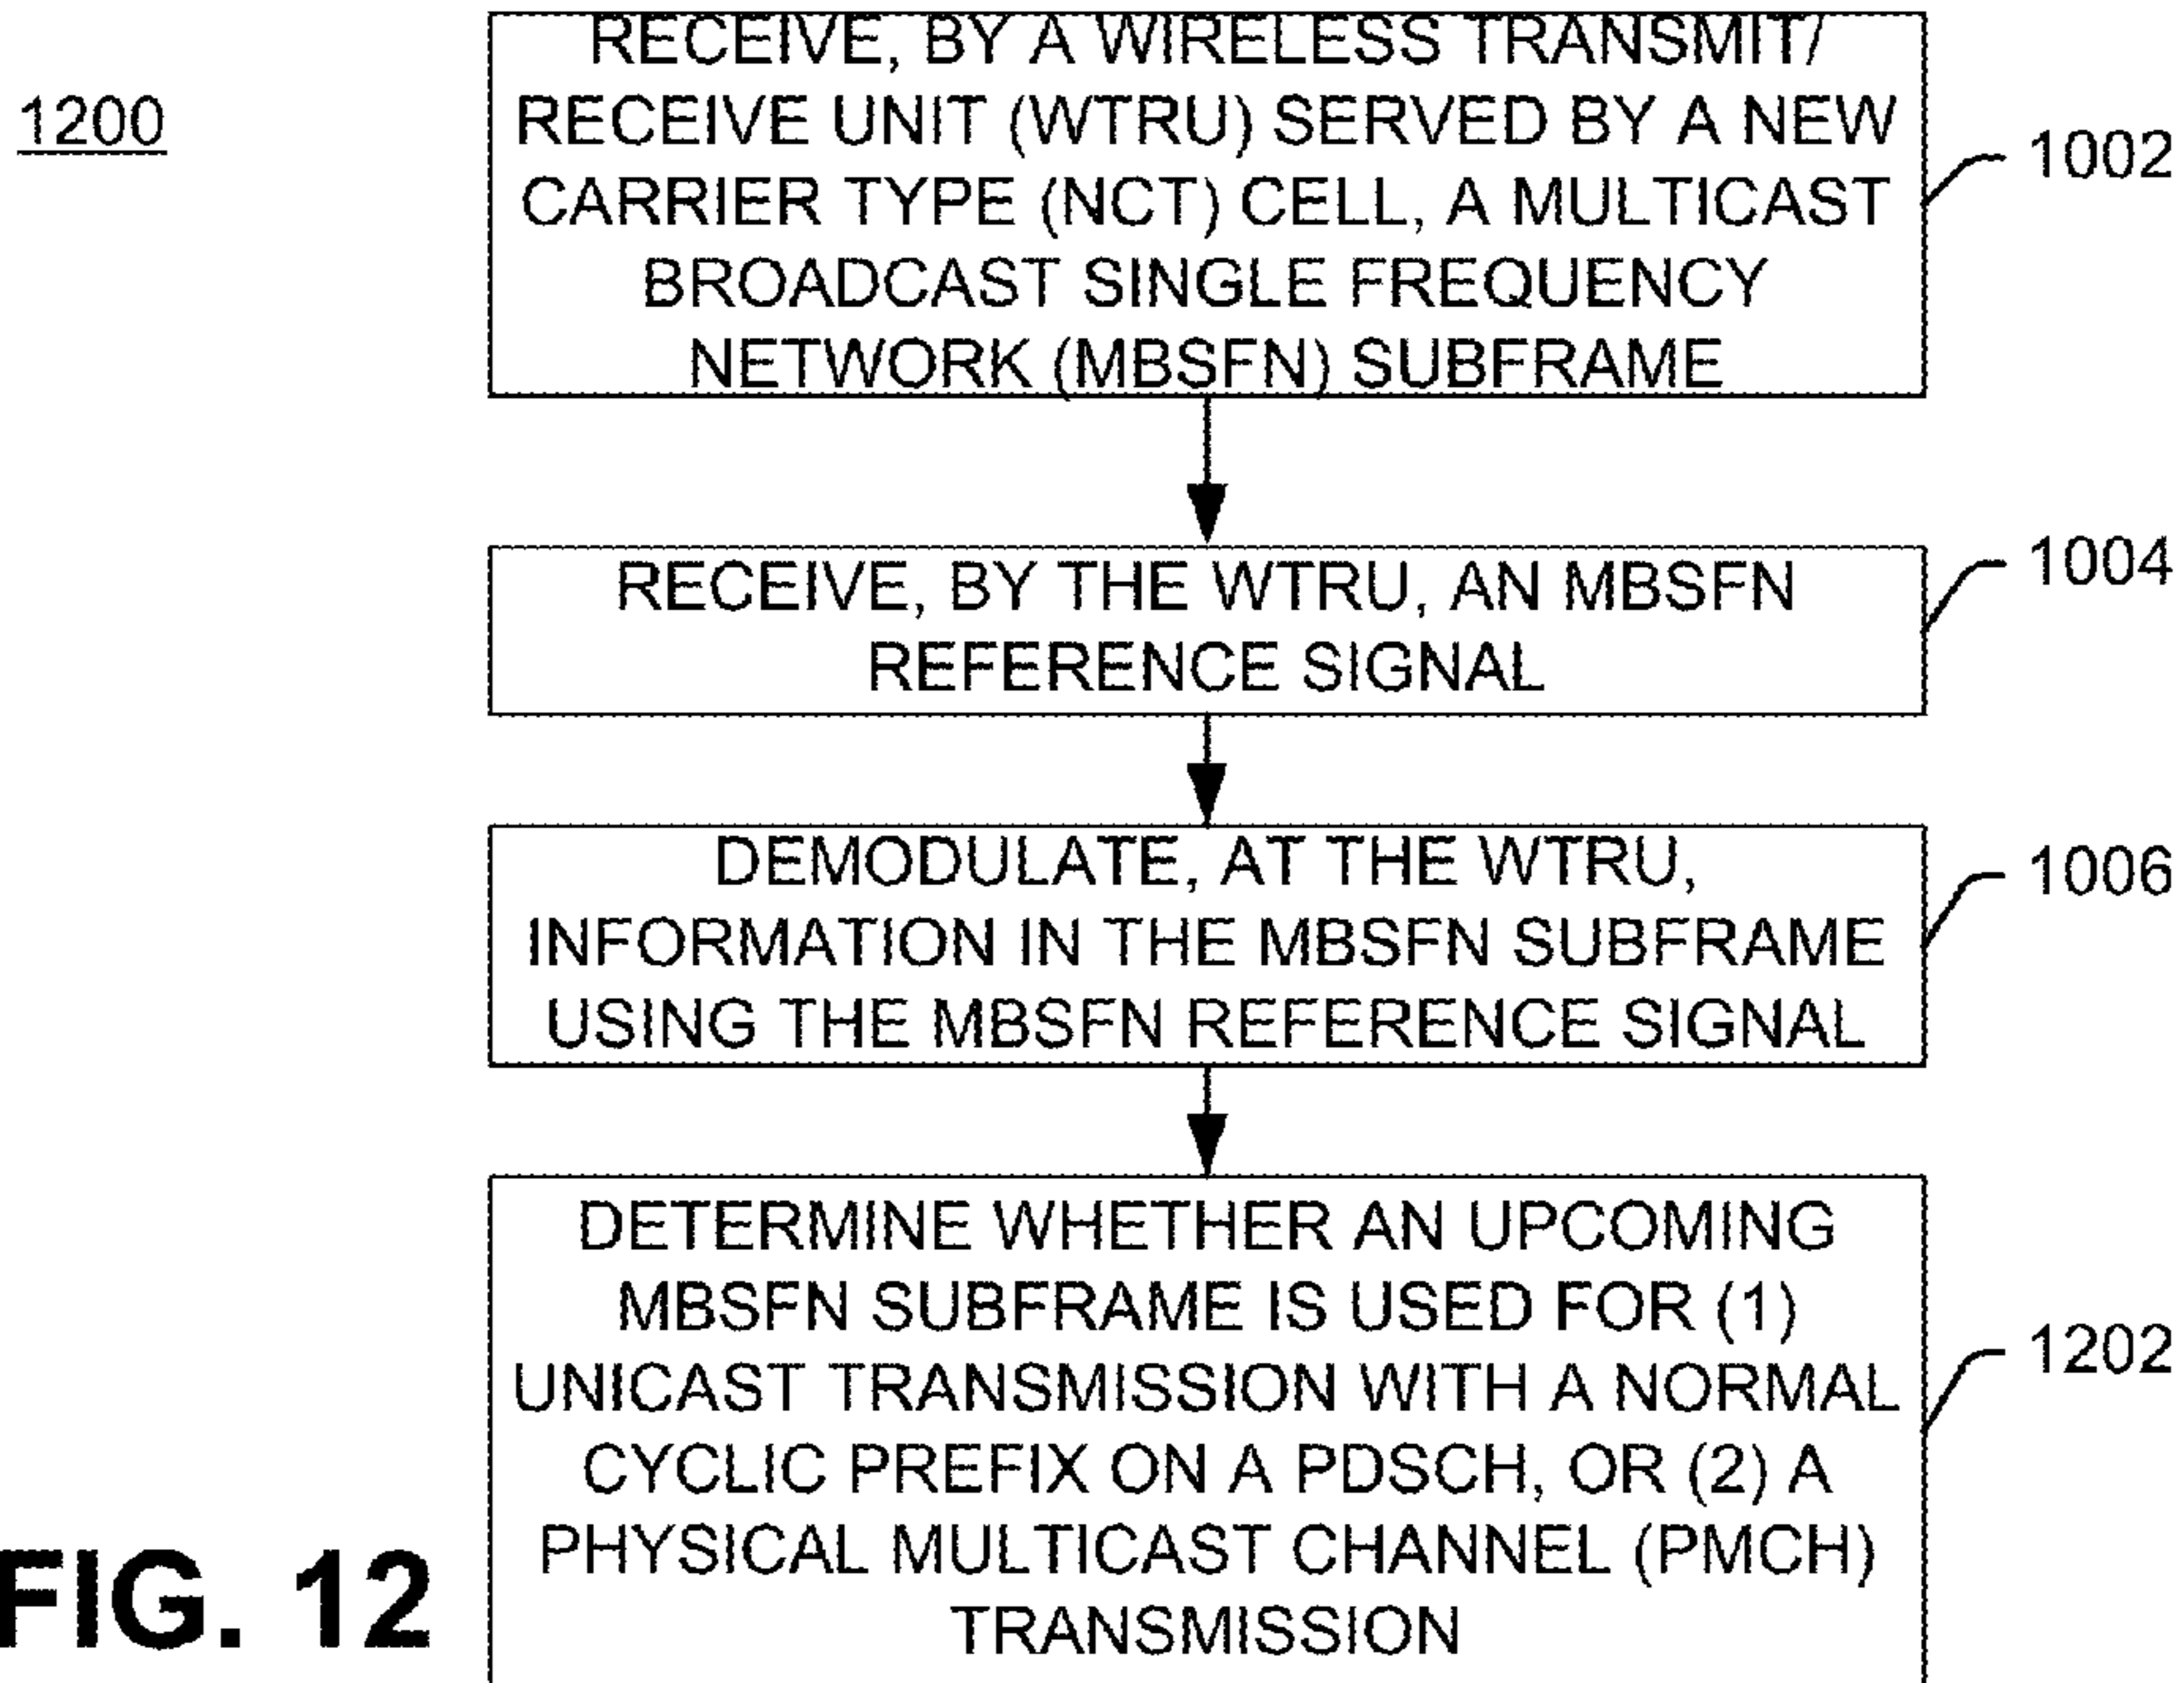 1200
RECEIVE, BY A WIRELESS TRANSMIT/
RECEIVE UNIT (WTRU) SERVED BY A NEW
CARRIER TYPE (NCT) CELL, A MULTICAST
BROADCAST SINGLE FREQUENCY
NETWORK (MBSFN) SUBFRAME
1002
RECEIVE, BY THE WTRU, AN MBSFN
REFERENCE SIGNAL
1004
DEMODULATE, AT THE WTRU,
INFORMATION IN THE MBSFN SUBFRAME
USING THE MBSFN REFERENCE SIGNAL
1006
DETERMINE WHETHER AN UPCOMING
MBSFN SUBFRAME IS USED FOR (1)
UNICAST TRANSMISSION WITH A NORMAL
CYCLIC PREFIX ON A PDSCH, OR (2) A
PHYSICAL MULTICAST CHANNEL (PMCH)
TRANSMISSION
1202
FIG. 12